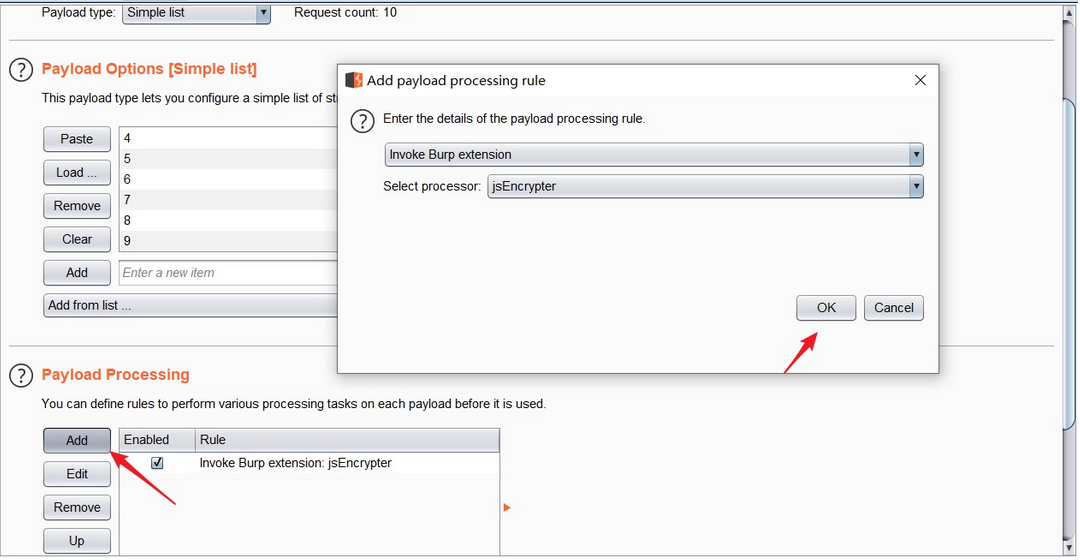 Payload type: Simple list Request count: 10
? Payload Options [Simple list]
This payload type lets you configure a simple list of st
Paste
Load ...
Remove
Clear
4
5
6
7
8
9
Add Enter a new item
Add from list ...
Add payload processing rule
? Enter the details of the payload processing rule.
Invoke Burp extension
Select processor: jsEncrypter
OK Cancel
? Payload Processing
You can define rules to perform various processing tasks on each payload before it is used.
Add
Edit
Remove
Up
Enabled Rule
Invoke Burp extension: jsEncrypter